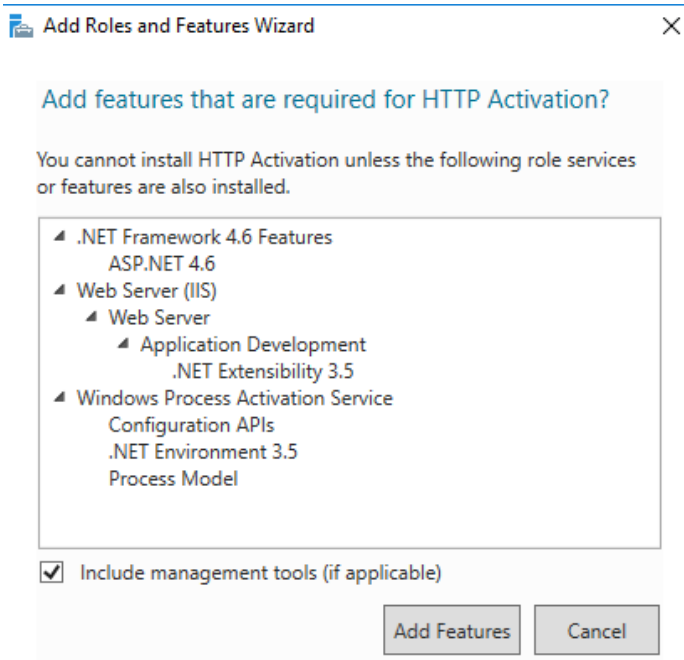 Add Roles and Features Wizard
Add features that are required for HTTP Activation?
You cannot install HTTP Activation unless the following role services
or features are also installed.
.NET Framework 4.6 Features
ASP.NET 4.6
Web Server (IIS)
Web Server
Application Development
.NET Extensibility 3.5
Windows Process Activation Service
Configuration APIs
.NET Environment 3.5
Process Model
Include management tools (if applicable)
Add Features
Cancel